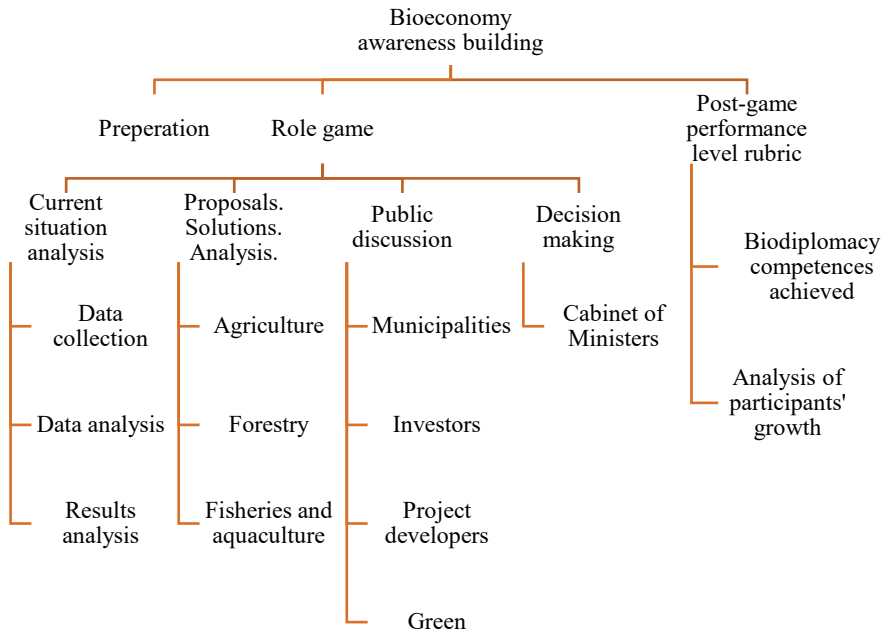 Bioeconomy
awareness building
Preperation
Role game
Post-game
performance
level rubric
Current
situation
analysis
Proposals.
Solutions.
Analysis.
Public
discussion
Decision
making
Data
collection
Data analysis
Results
analysis
Agriculture
Forestry
Fisheries and
aquaculture
Municipalities
Investors
Project
developers
Green
Cabinet of
Ministers
Biodiplomacy
competences
achieved
Analysis of
participants'
growth